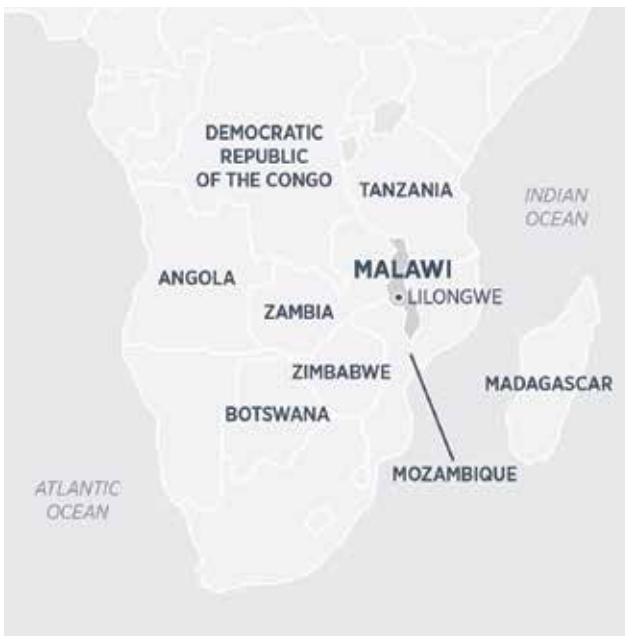 DEMOCRATIC
REPUBLIC
OF THE CONGO
TANZANIA
INDIAN
OCEAN
MALAWI
LILONGWE
ANGOLA
ZAMBIA
ZIMBABWE
MADAGASCAR
BOTSWANA
MOZAMBIQUE
ATLANTIC
OCEAN